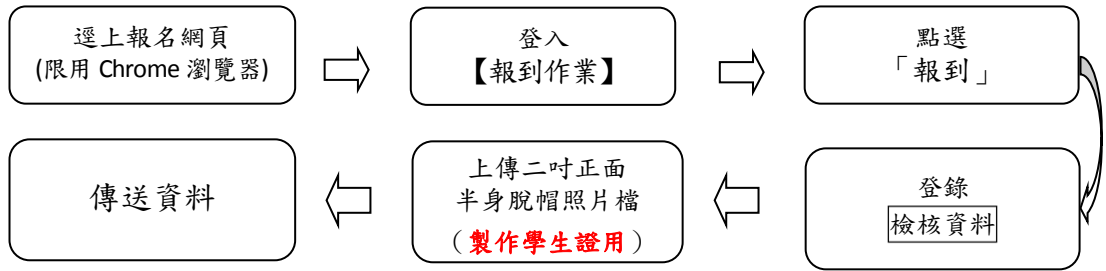 逕上報名網頁
(限用 Chrome 瀏覽器)
登入
【報到作業】
點選
「報到」
登錄
檢核資料
上傳二吋正面
半身脫帽照片檔
（製作學生證用）
傳送資料